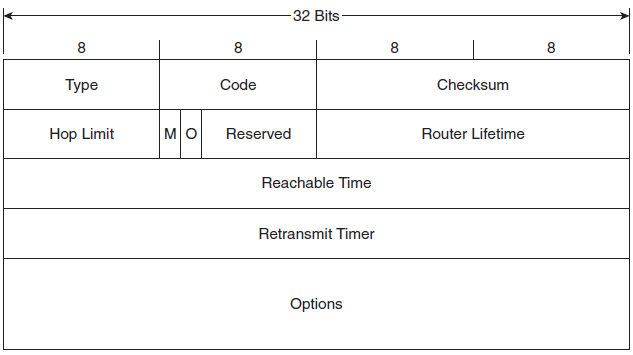 32 Bits
8 8 8 8
Type Code Checksum
Hop Limit M O Reserved Router Lifetime
Reachable Time
Retransmit Timer
Options